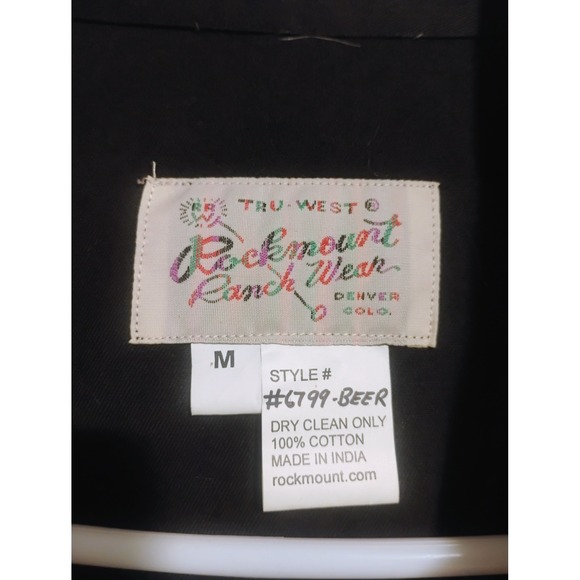 RR
W
TRU-WEST ®
Rockmount
Ranch Wear
DENVER
COLO.
M
STYLE #
#6799-BEER
DRY CLEAN ONLY
100% COTTON
MADE IN INDIA
rockmount.com